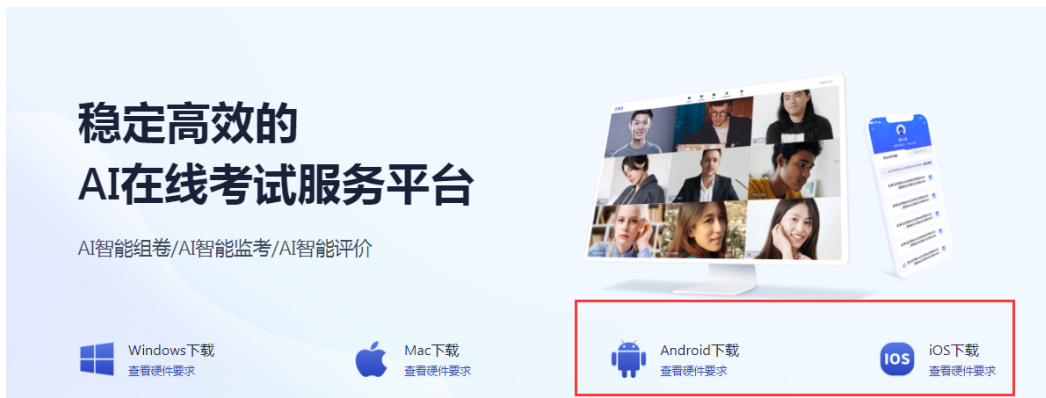 稳定高效的
AI在线考试服务平台
AI智能组卷/AI智能监考/AI智能评价
Windows下载
查看硬件要求
Mac下载
查看硬件要求
Android下载
查看硬件要求
iOS
iOS下载
查看硬件要求